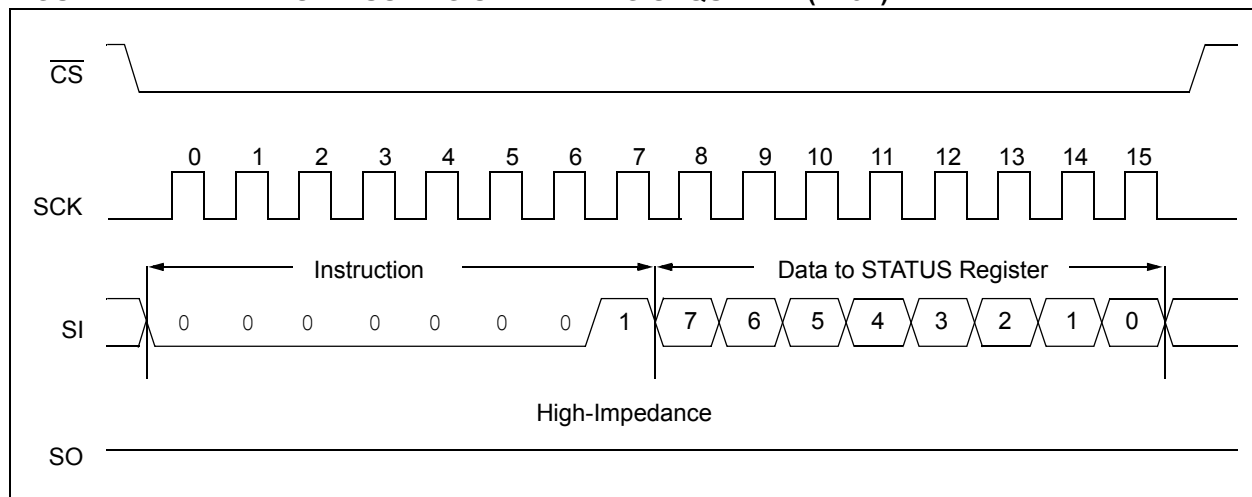 CS
0 1 2 3 4 5 6 7 8 9 10 11 12 13 14 15
SCK
Instruction
Data to STATUS Register
SI
0 0 0 0 0 0 0 1 7 6 5 4 3 2 1 0
High-Impedance
SO